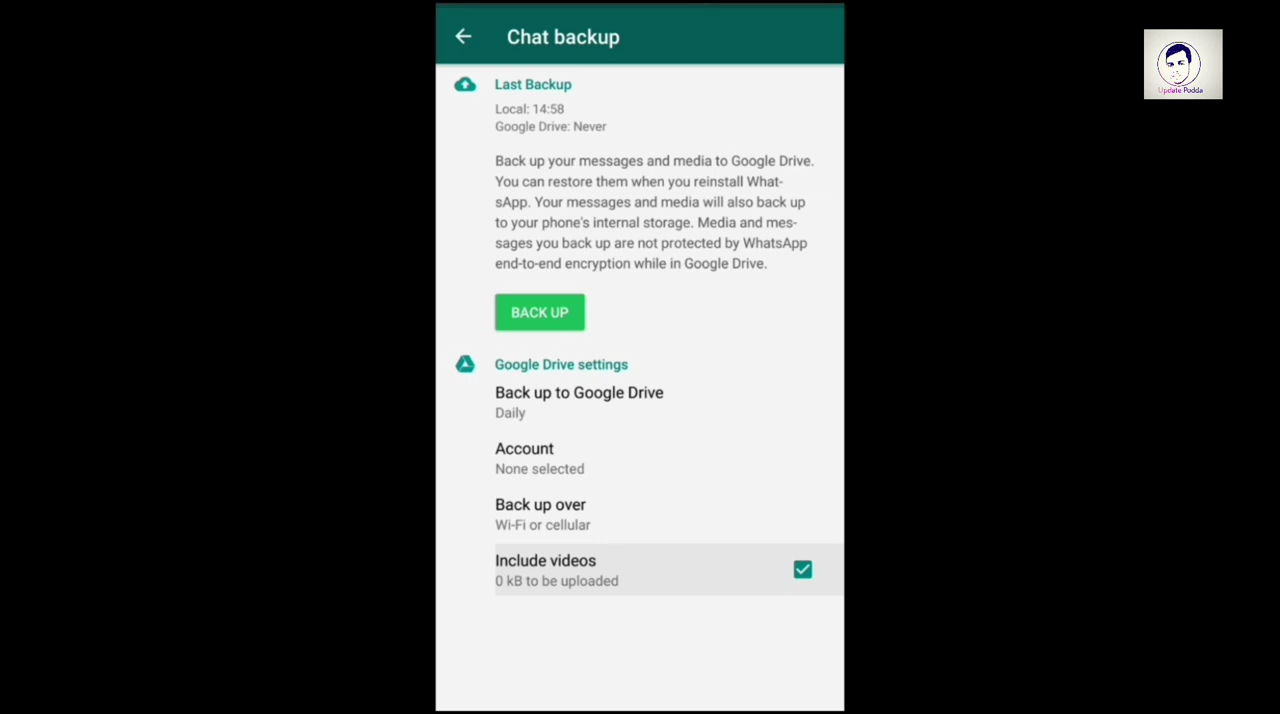 Chat backup
Last Backup
Local: 14:58
Google Drive: Never
Back up your messages and media to Google Drive.
You can restore them when you reinstall What-
sApp. Your messages and media will also back up
to your phone's internal storage. Media and mes-
sages you back up are not protected by WhatsApp
end-to-end encryption while in Google Drive.
BACK UP
Google Drive settings
Back up to Google Drive
Daily
Account
None selected
Back up over
Wi-Fi or cellular
Include videos
0 kB to be uploaded
Update Podda